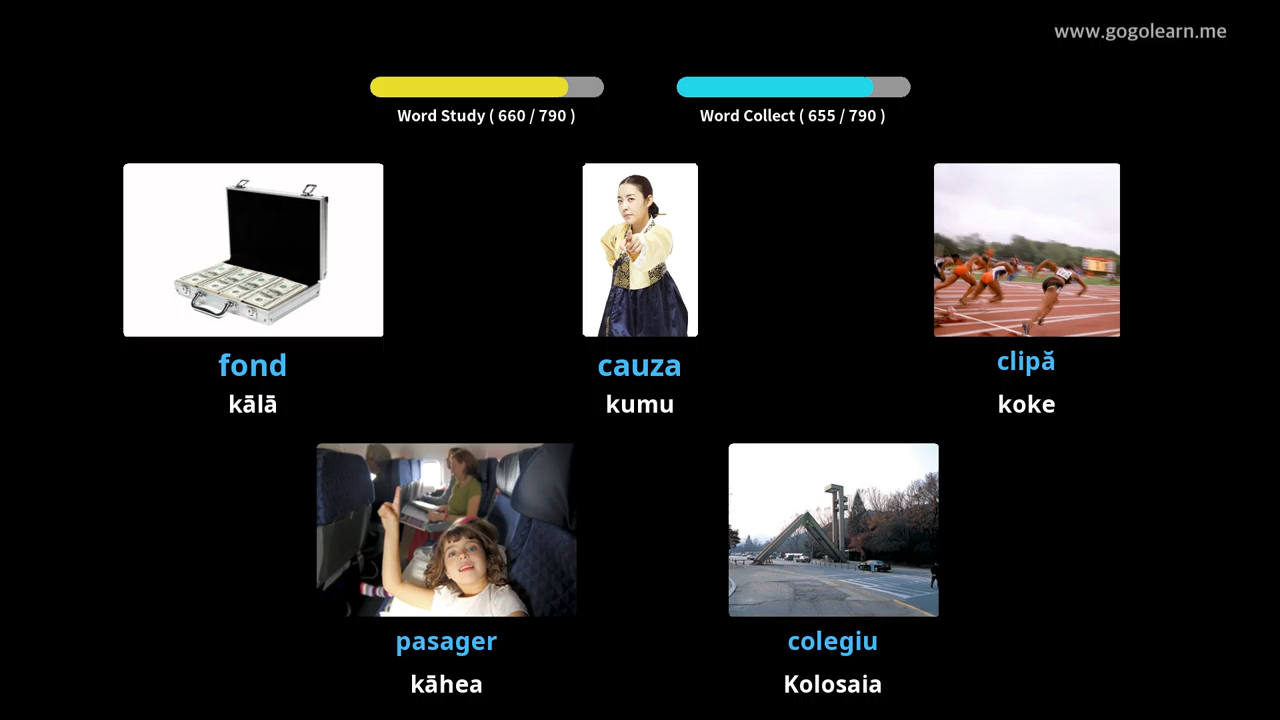 www.gogolearn.me
Word Study ( 660 / 790 )
Word Collect ( 655 / 790 )
fond
kālā
cauza
kumu
clipă
koke
pasager
kāhea
colegiu
Kolosaia